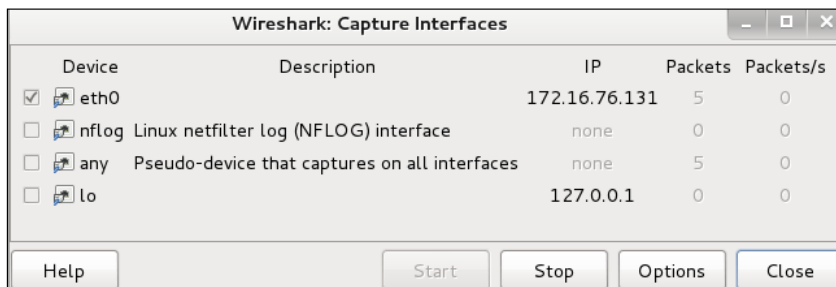 Wireshark: Capture Interfaces
Device Description IP Packets Packets/s
eth0 172.16.76.131 5 0
nflog Linux netfilter log (NFLOG) interface none 0 0
any Pseudo-device that captures on all interfaces none 5 0
lo 127.0.0.1 0 0
Help Start Stop Options Close